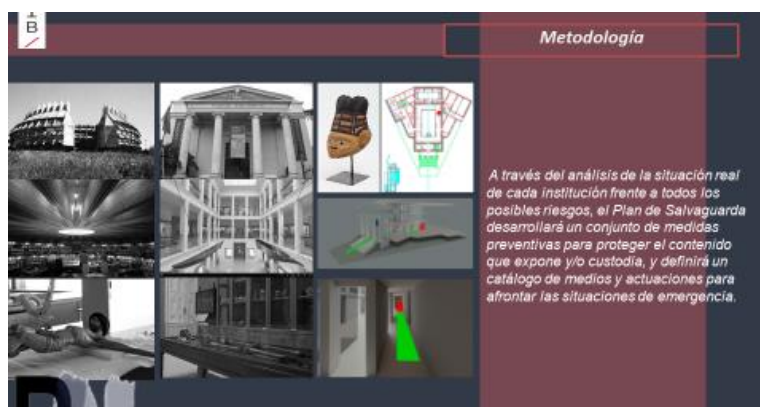 B
Metodología
A través del análisis de la situación real
de cada institución frente a todos los
posibles riesgos, el Plan de Salvaguarda
desarrollará un conjunto de medidas
preventivas para proteger el contenido
que expone y/o custodia, y definirá un
catálogo de medios y actuaciones para
afrontar las situaciones de emergencia.